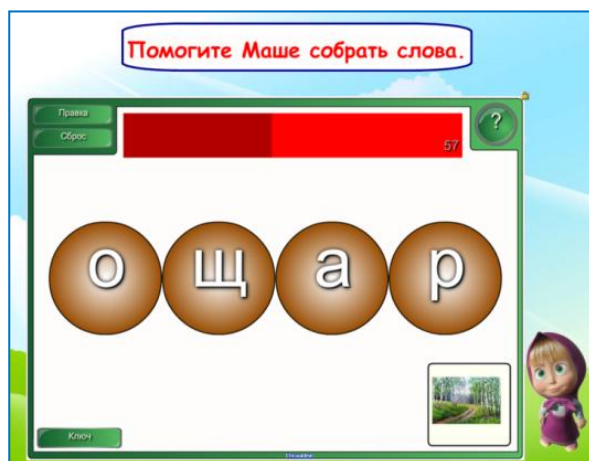 Помогите Маше собрать слова.
Правка
Сброс
?
57
о щ а р
Ключ